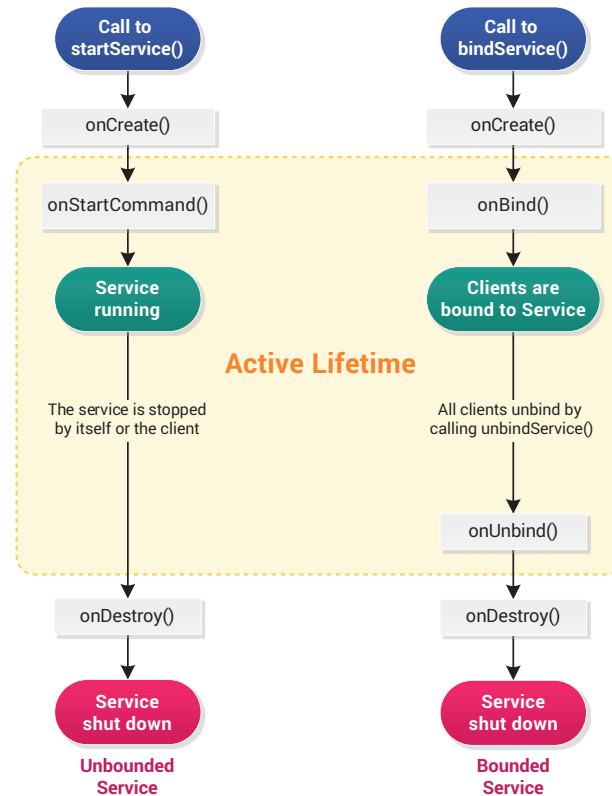 Call to
startService()
onCreate()
onStartCommand()
Service
running
The service is stopped
by itself or the client
onDestroy()
Service
shut down
Unbounded
Service
Active Lifetime
Call to
bindService()
onCreate()
onBind()
Clients are
bound to Service
All clients unbind by
calling unbindService()
onUnbind()
onDestroy()
Service
shut down
Bounded
Service